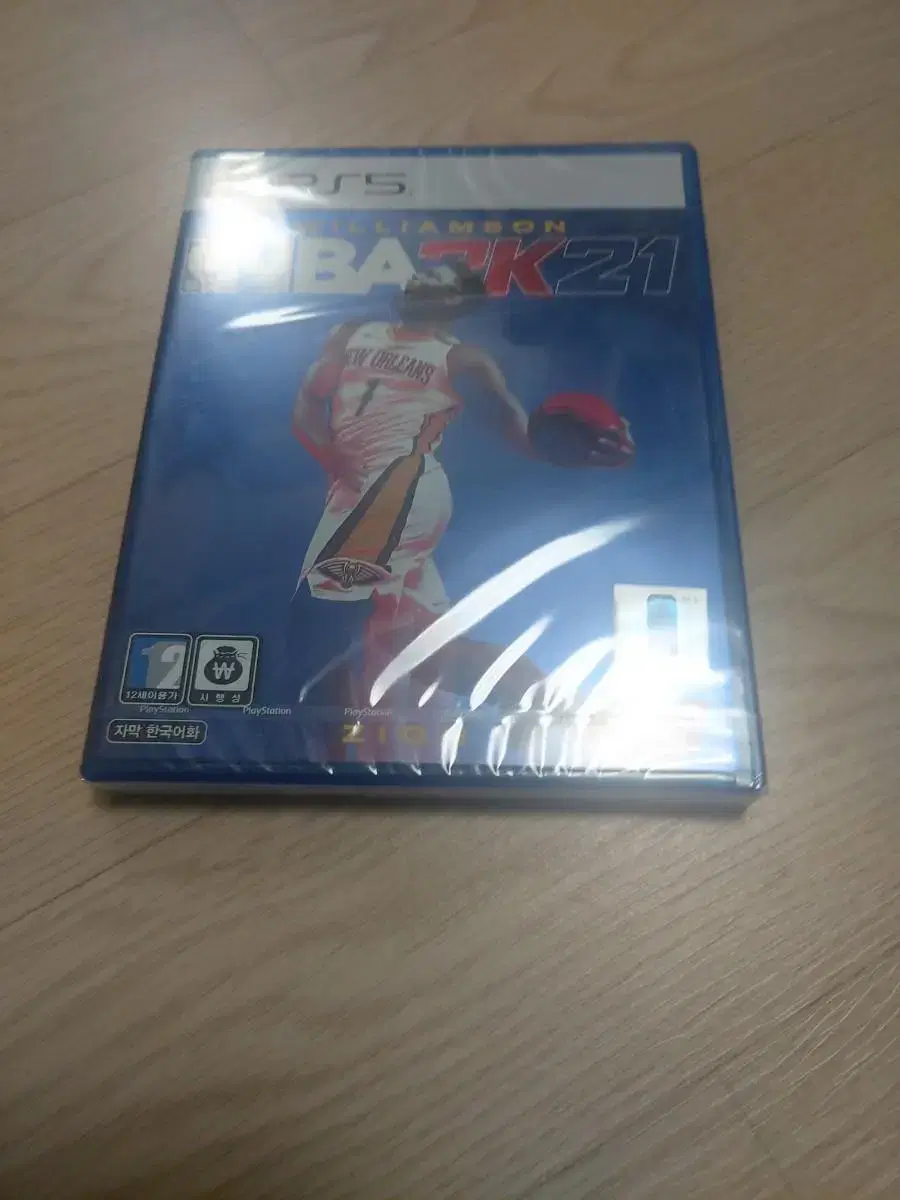 PS5
WILLIAMSON
NBA 2K21
NEW ORLEANS
1
12
12세이용가
사행성
PlayStation
PlayStation
PlayStation
자막 한국어화